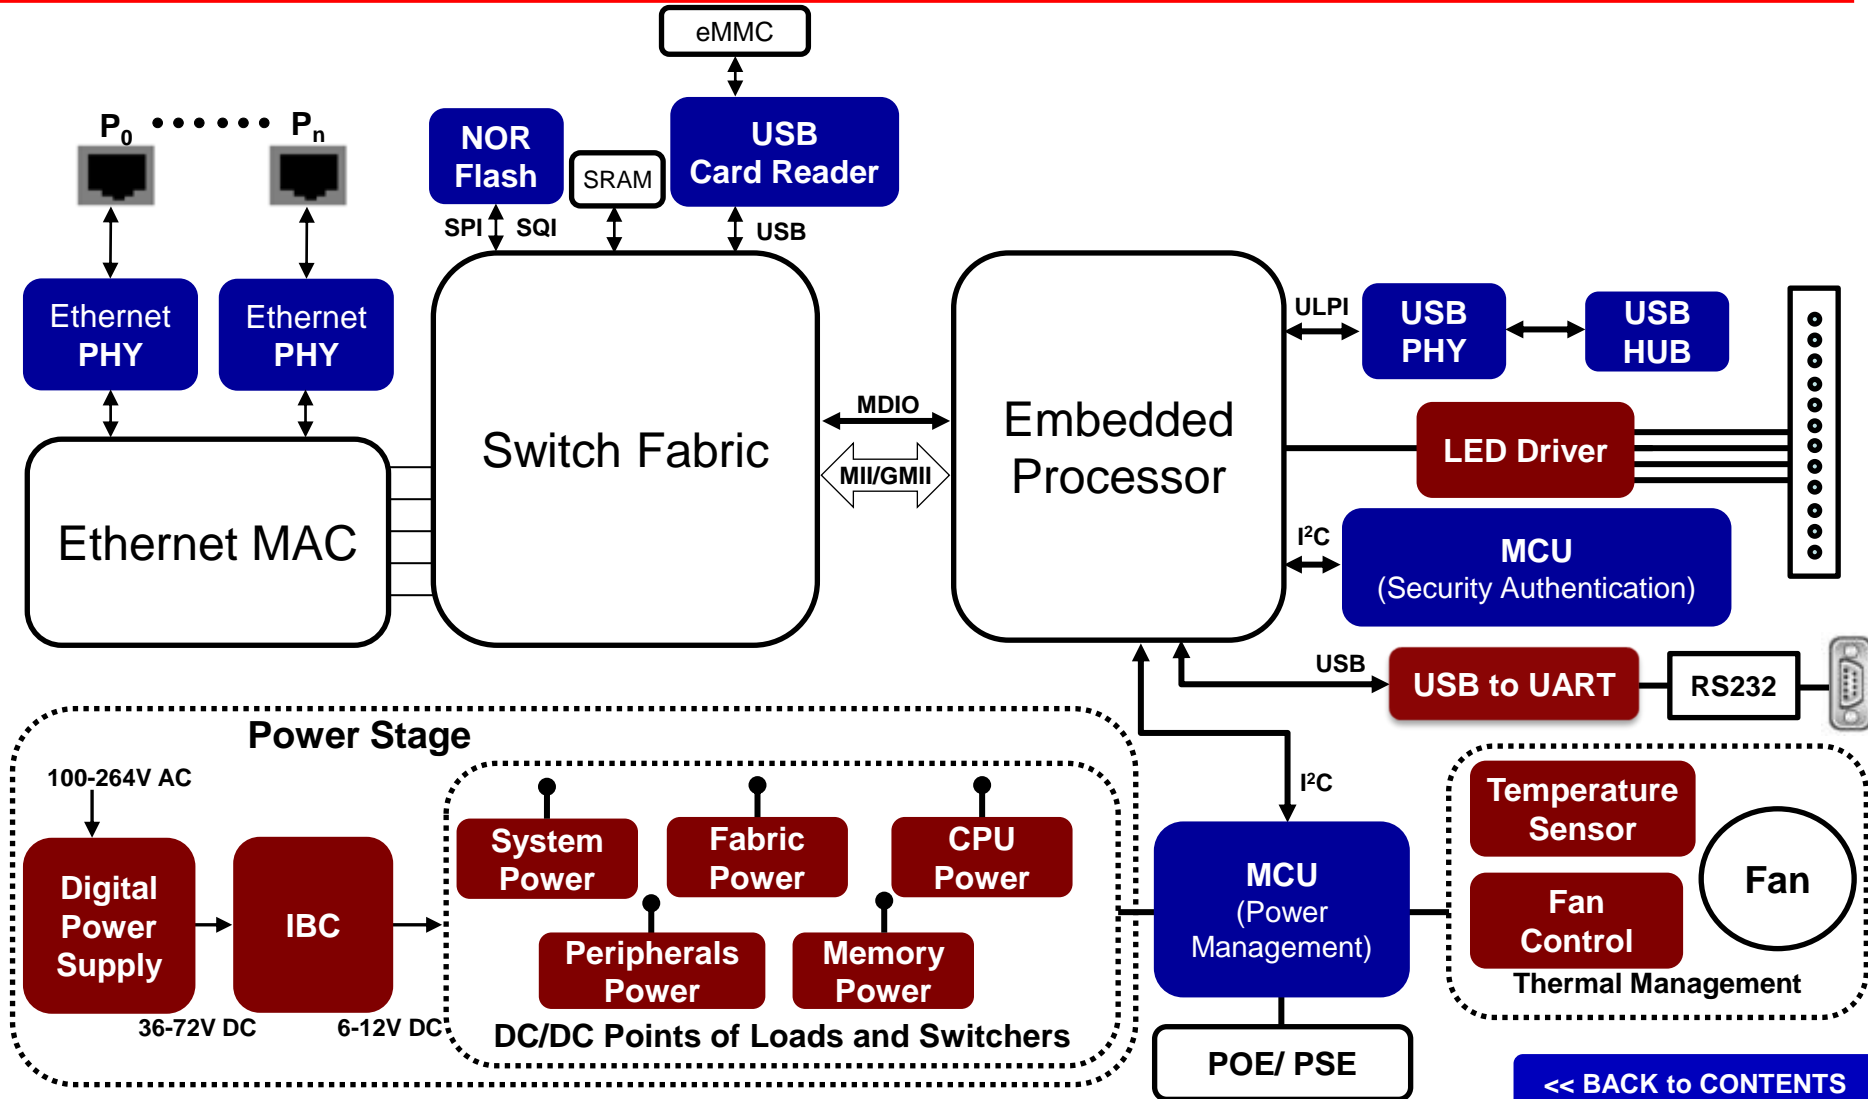 eMMC
P0 •••••• Pn
NOR
Flash
SRAM
USB
Card Reader
SPI
SQI
USB
Ethernet
PHY
Ethernet
PHY
Ethernet MAC
Switch Fabric
MDIO
MII/GMII
Embedded
Processor
ULPI
USB
PHY
USB
HUB
LED Driver
I²C
MCU
(Security Authentication)
USB
USB to UART
RS232
I²C
Power Stage
100-264V AC
Digital
Power
Supply
36-72V DC
IBC
6-12V DC
System
Power
Fabric
Power
CPU
Power
Peripherals
Power
Memory
Power
DC/DC Points of Loads and Switchers
MCU
(Power
Management)
POE/ PSE
Temperature
Sensor
Fan
Control
Fan
Thermal Management
<< BACK to CONTENTS